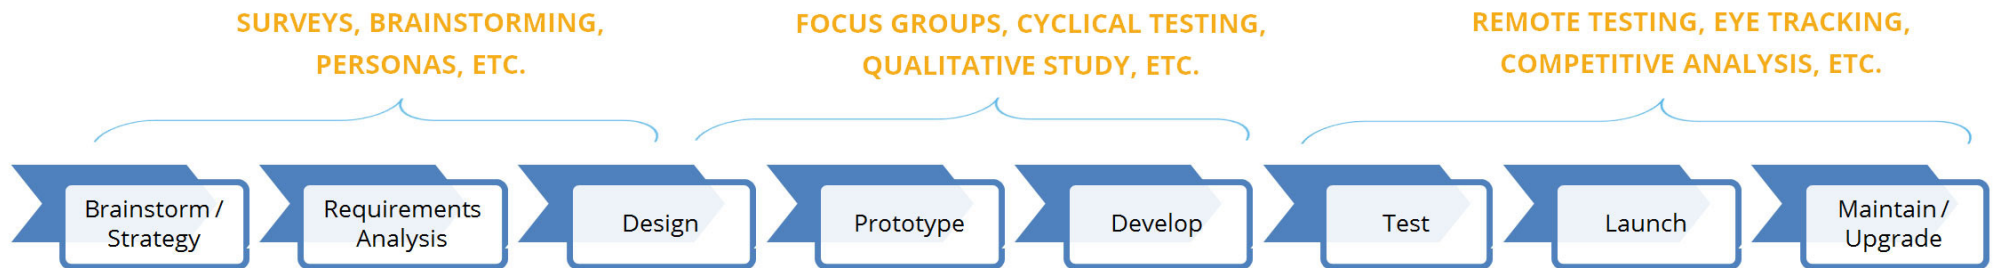 SURVEYS, BRAINSTORMING,
PERSONAS, ETC.
FOCUS GROUPS, CYCLICAL TESTING,
QUALITATIVE STUDY, ETC.
REMOTE TESTING, EYE TRACKING,
COMPETITIVE ANALYSIS, ETC.
Brainstorm /
Strategy
Requirements
Analysis
Design
Prototype
Develop
Test
Launch
Maintain /
Upgrade